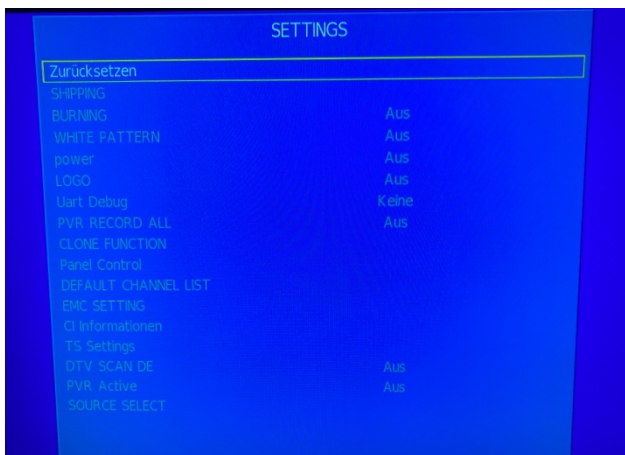 SETTINGS
Zurücksetzen
SHIPPING
BURNING Aus
WHITE PATTERN Aus
power Aus
LOGO Aus
Uart Debug Keine
PVR RECORD ALL Aus
CLONE FUNCTION
Panel Control
DEFAULT CHANNEL LIST
EMC SETTING
CI Informationen
TS Settings
DTV SCAN DE Aus
PVR Active Aus
SOURCE SELECT